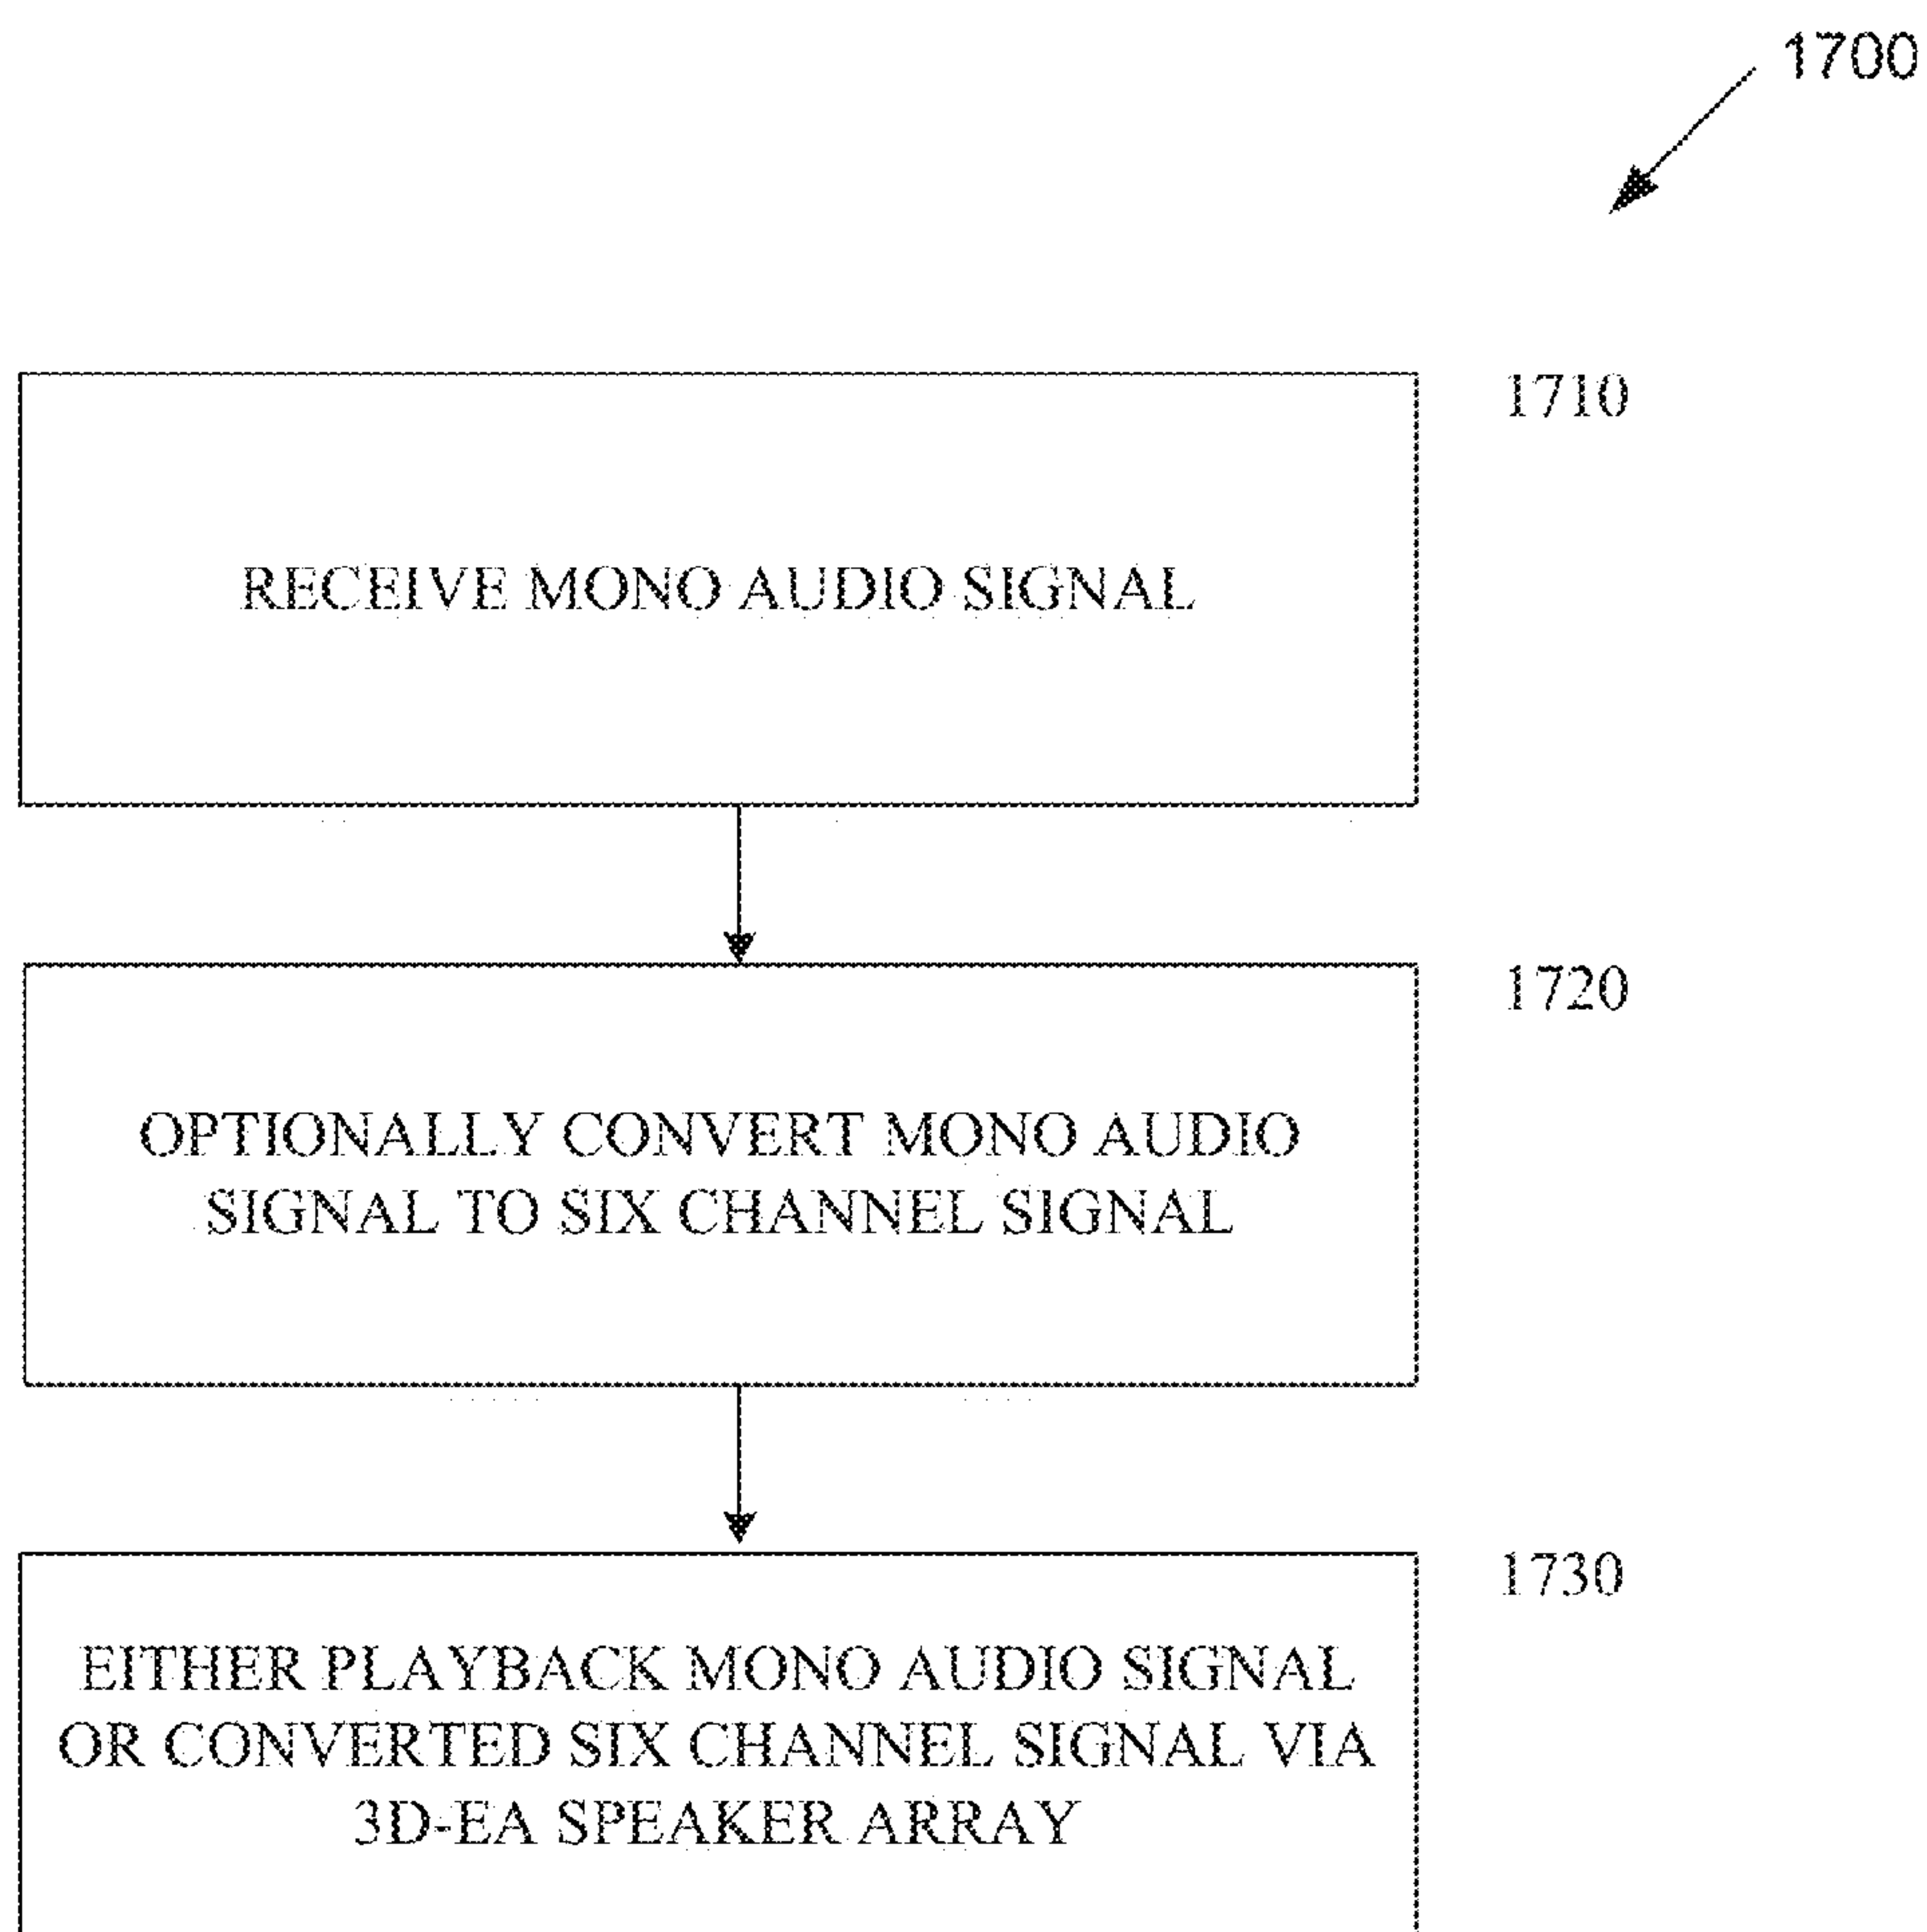 1700
1710
RECEIVE MONO AUDIO SIGNAL
1720
OPTIONALLY CONVERT MONO AUDIO
SIGNAL TO SIX CHANNEL SIGNAL
1730
EITHER PLAYBACK MONO AUDIO SIGNAL
OR CONVERTED SIX CHANNEL SIGNAL VIA
3D-EA SPEAKER ARRAY